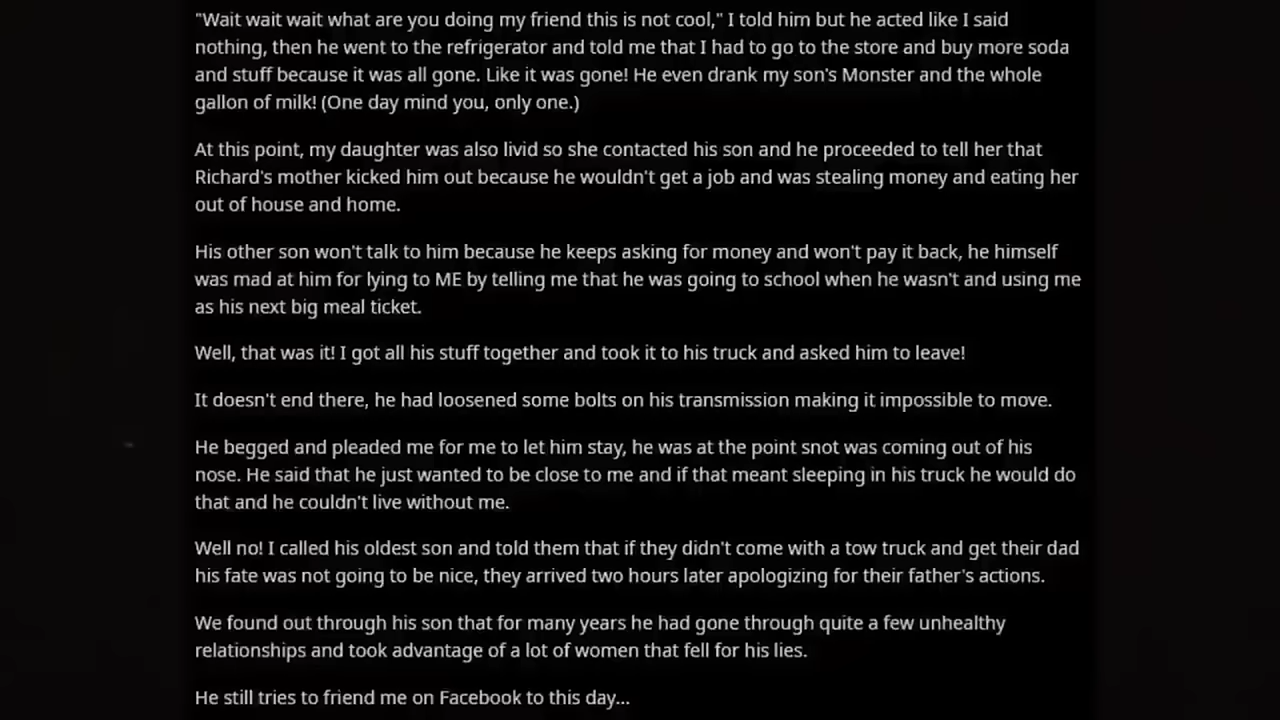 "Wait wait wait what are you doing my friend this is not cool," I told him but he acted like I said
nothing, then he went to the refrigerator and told me that I had to go to the store and buy more soda
and stuff because it was all gone. Like it was gone! He even drank my son's Monster and the whole
gallon of milk! (One day mind you, only one.)
At this point, my daughter was also livid so she contacted his son and he proceeded to tell her that
Richard's mother kicked him out because he wouldn't get a job and was stealing money and eating her
out of house and home.
His other son won't talk to him because he keeps asking for money and won't pay it back, he himself
was mad at him for lying to ME by telling me that he was going to school when he wasn't and using me
as his next big meal ticket.
Well, that was it! I got all his stuff together and took it to his truck and asked him to leave!
It doesn't end there, he had loosened some bolts on his transmission making it impossible to move.
He begged and pleaded me for me to let him stay, he was at the point snot was coming out of his
nose. He said that he just wanted to be close to me and if that meant sleeping in his truck he would do
that and he couldn't live without me.
Well no! I called his oldest son and told them that if they didn't come with a tow truck and get their dad
his fate was not going to be nice, they arrived two hours later apologizing for their father's actions.
We found out through his son that for many years he had gone through quite a few unhealthy
relationships and took advantage of a lot of women that fell for his lies.
He still tries to friend me on Facebook to this day...